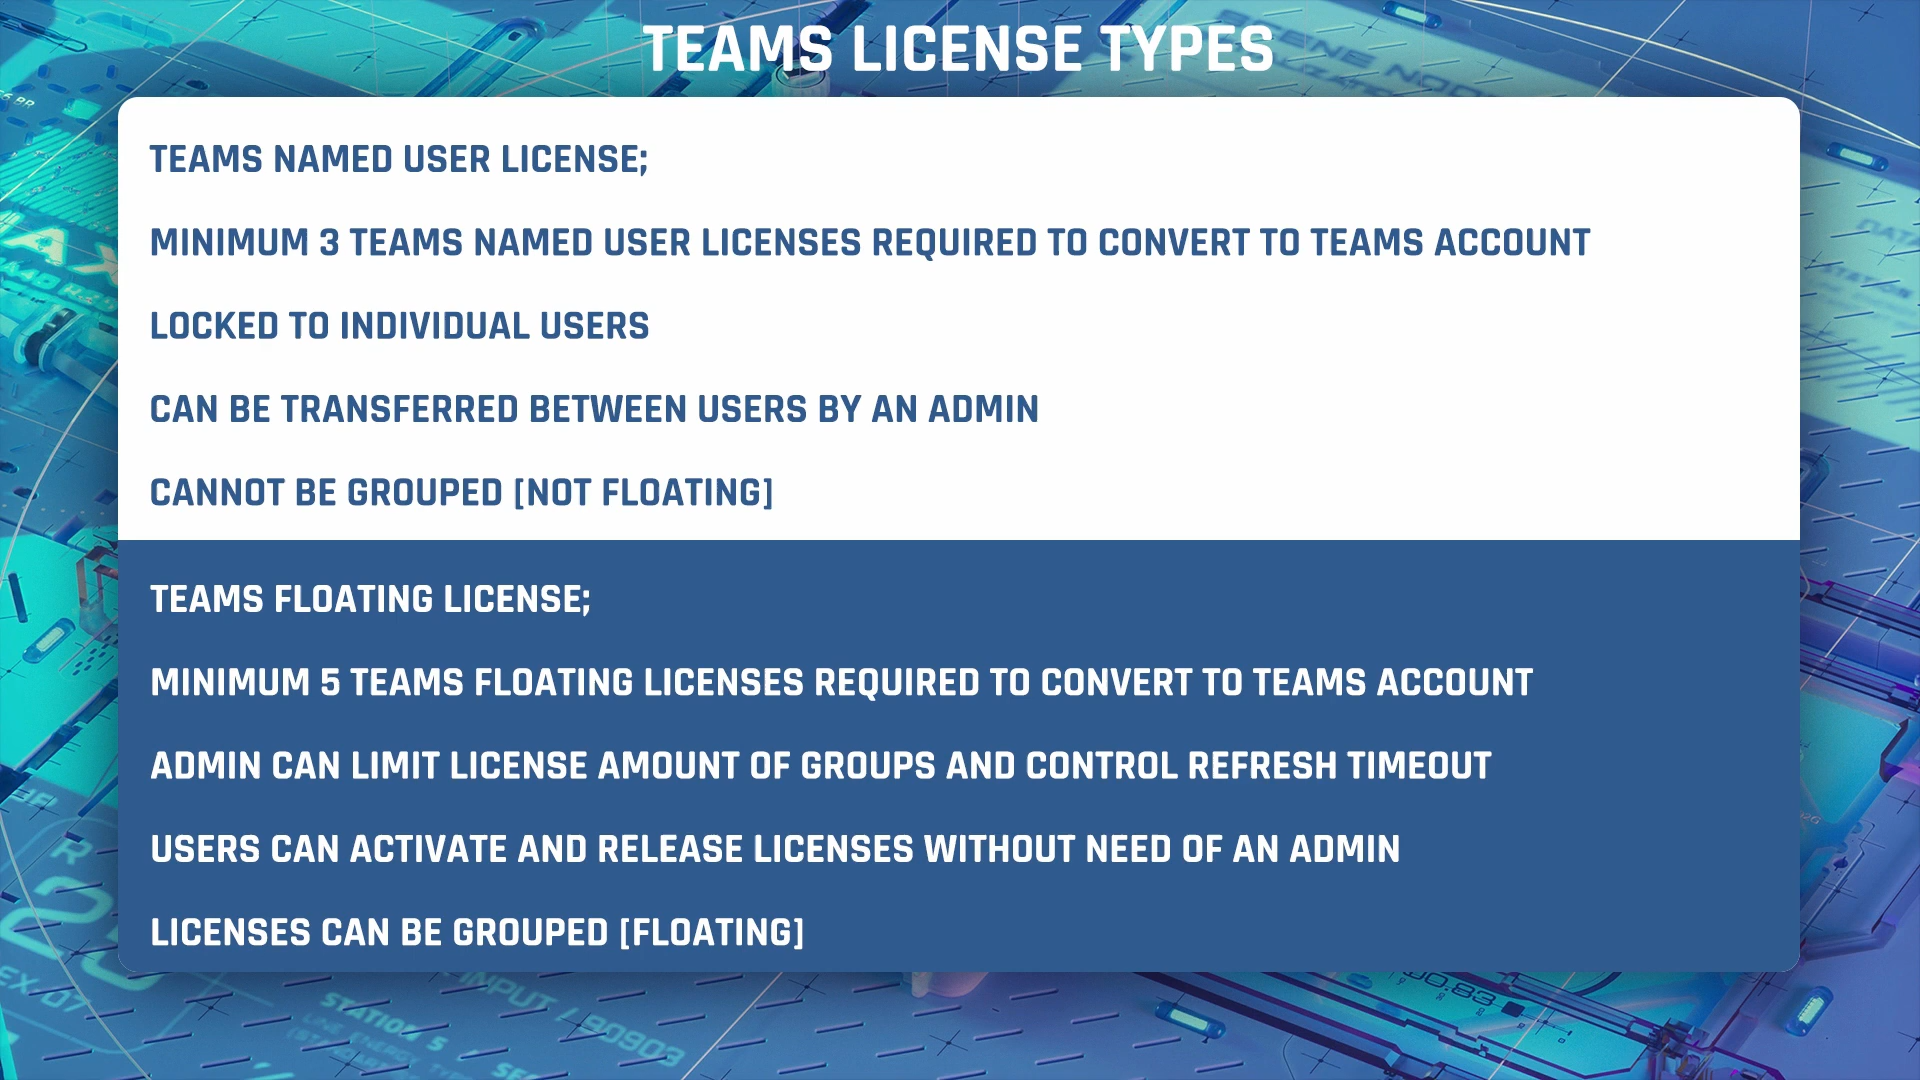 TEAMS LICENSE TYPES
TEAMS NAMED USER LICENSE;
MINIMUM 3 TEAMS NAMED USER LICENSES REQUIRED TO CONVERT TO TEAMS ACCOUNT
LOCKED TO INDIVIDUAL USERS
CAN BE TRANSFERRED BETWEEN USERS BY AN ADMIN
CANNOT BE GROUPED [NOT FLOATING]
TEAMS FLOATING LICENSE;
MINIMUM 5 TEAMS FLOATING LICENSES REQUIRED TO CONVERT TO TEAMS ACCOUNT
ADMIN CAN LIMIT LICENSE AMOUNT OF GROUPS AND CONTROL REFRESH TIMEOUT
USERS CAN ACTIVATE AND RELEASE LICENSES WITHOUT NEED OF AN ADMIN
LICENSES CAN BE GROUPED [FLOATING]
EX-07
STATION 5